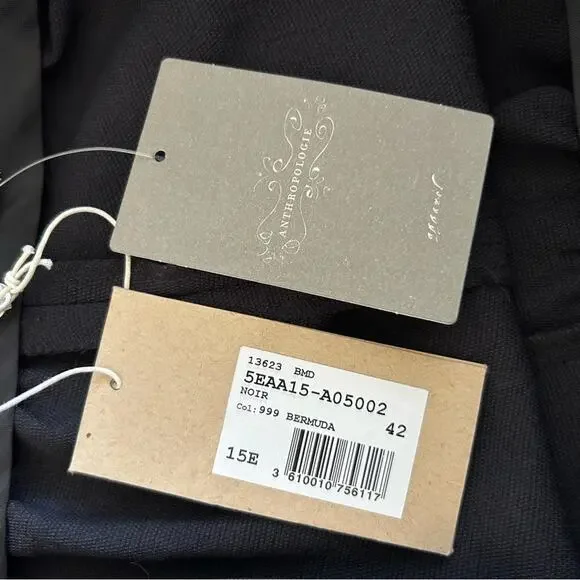 ANTHROPOLOGIE
13623 BMD
5EAA15-A05002
NOIR
Col: 999 BERMUDA
42
15E
3 610010 756117